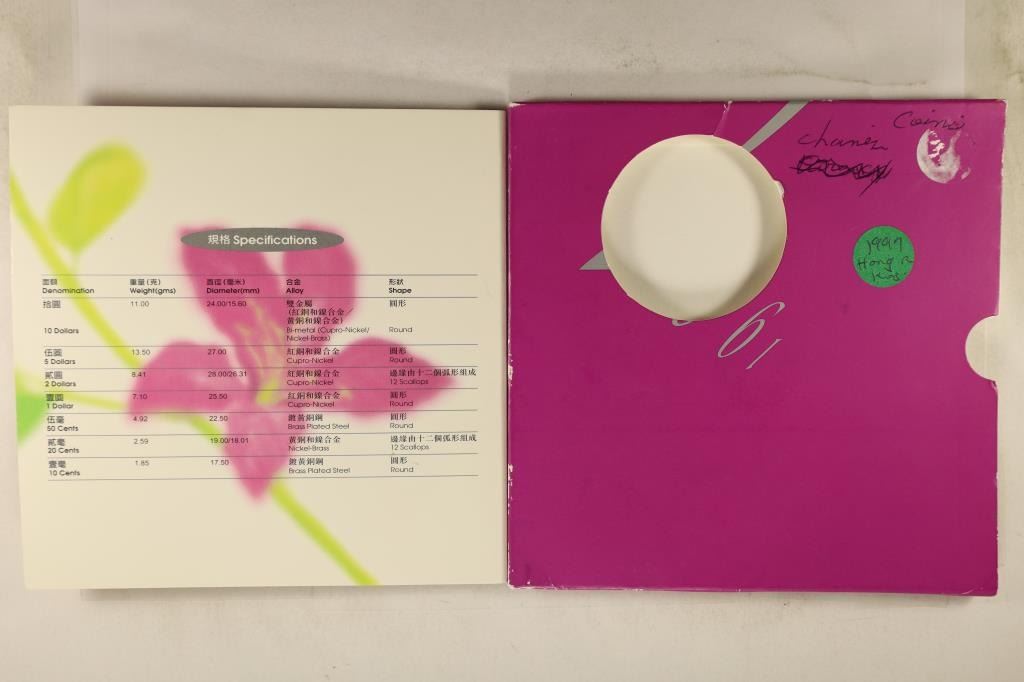 規格 Specifications
面額 重量(克) 直徑(毫米) 合金 形狀
Denomination Weight(gms) Diameter(mm) Alloy Shape
拾圓 11.00 24.00/15.60 雙金屬 圓形
(紅銅和鎳合金/
黃銅和鎳合金)
10 Dollars Bi-metal (Cupro-Nickel/ Round
Nickel-Brass)
伍圓 13.50 27.00 紅銅和鎳合金 圓形
5 Dollars Cupro-Nickel Round
貳圓 8.41 28.00/26.31 紅銅和鎳合金 邊緣由十二個弧形組成
2 Dollars Cupro-Nickel 12 Scallops
壹圓 7.10 25.50 紅銅和鎳合金 圓形
1 Dollar Cupro-Nickel Round
伍毫 4.92 22.50 鍍黃銅鋼 圓形
50 Cents Brass Plated Steel Round
貳毫 2.59 19.00/18.01 黃銅和鎳合金 邊緣由十二個弧形組成
20 Cents Nickel-Brass 12 Scallops
壹毫 1.85 17.50 鍍黃銅鋼 圓形
10 Cents Brass Plated Steel Round
Coins
1997
Hong
Kong
19